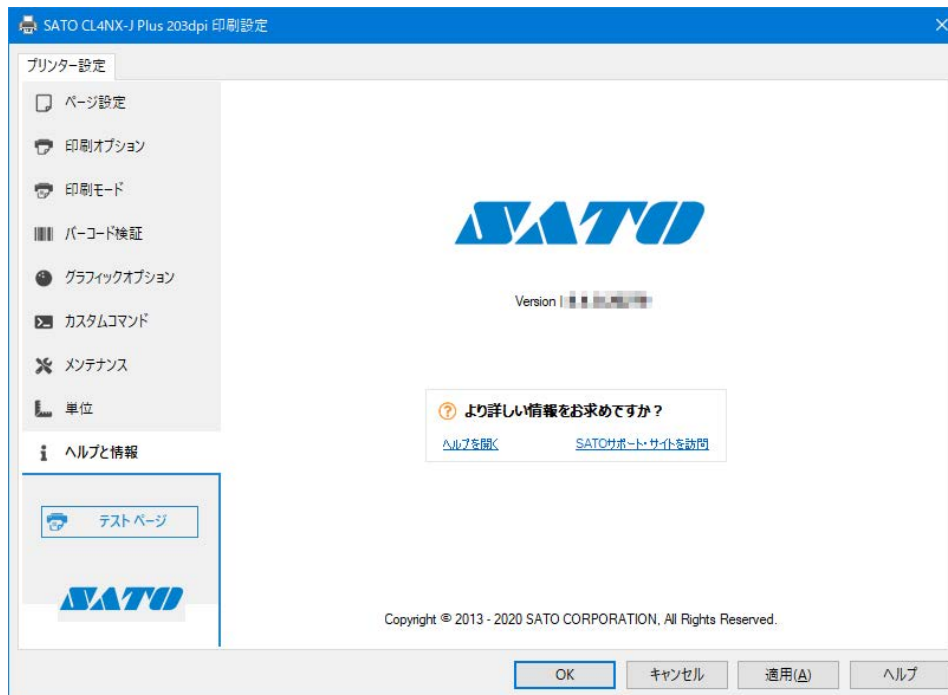 SATO CL4NX-J Plus 203dpi 印刷設定
プリンター設定
ページ設定
印刷オプション
印刷モード
バーコード検証
グラフィックオプション
カスタムコマンド
メンテナンス
単位
ヘルプと情報
テスト ページ
SATO
SATO
Version |
より詳しい情報をお求めですか？
ヘルプを開く SATOサポート・サイトを訪問
Copyright © 2013 - 2020 SATO CORPORATION, All Rights Reserved.
OK キャンセル 適用(A) ヘルプ